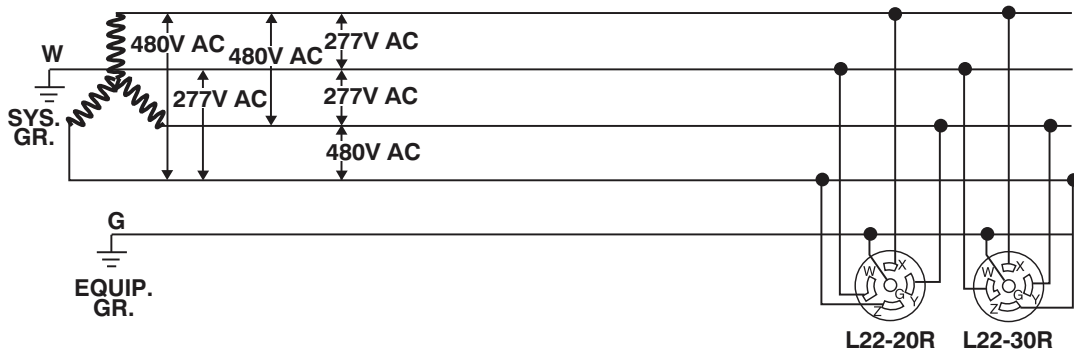 W
480V AC
480V AC
277V AC
277V AC
277V AC
480V AC
SYS.
GR.
G
EQUIP.
GR.
W
X
G
Y
Z
W
X
G
Y
Z
L22-20R
L22-30R